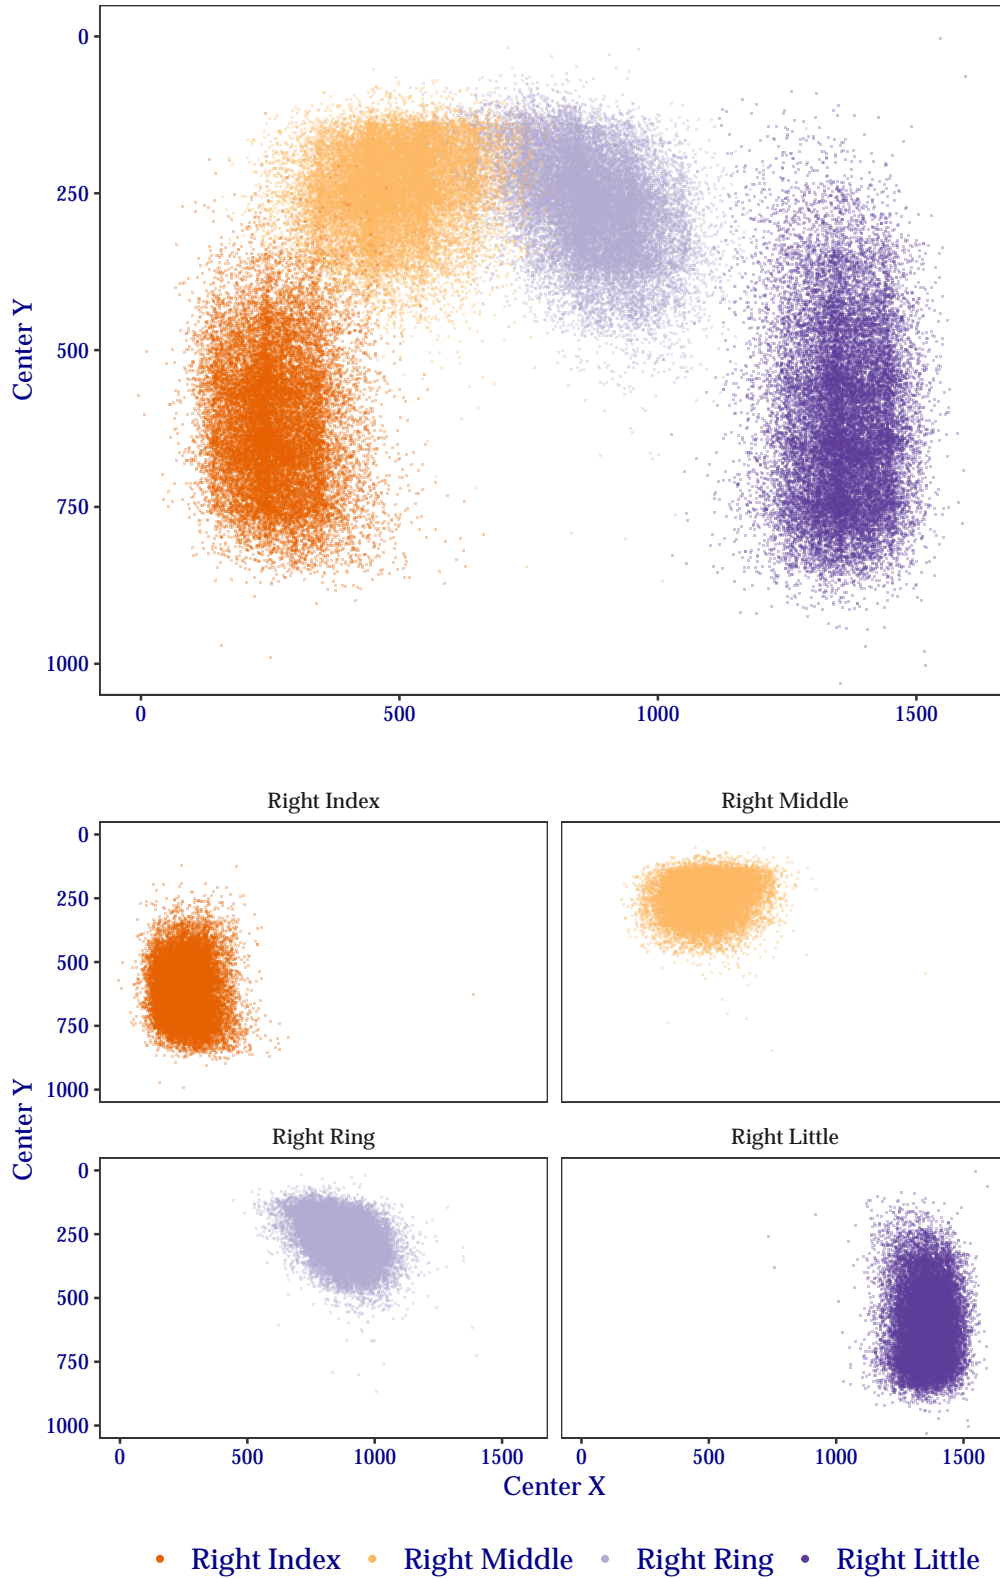 0
250
500
750
1000
Center Y
0 500 1000 1500
Right Index Right Middle
0
250
500
750
1000
Center Y
Right Ring Right Little
0
250
500
750
1000
0 500 1000 1500 0 500 1000 1500
Center X
Right Index Right Middle Right Ring Right Little